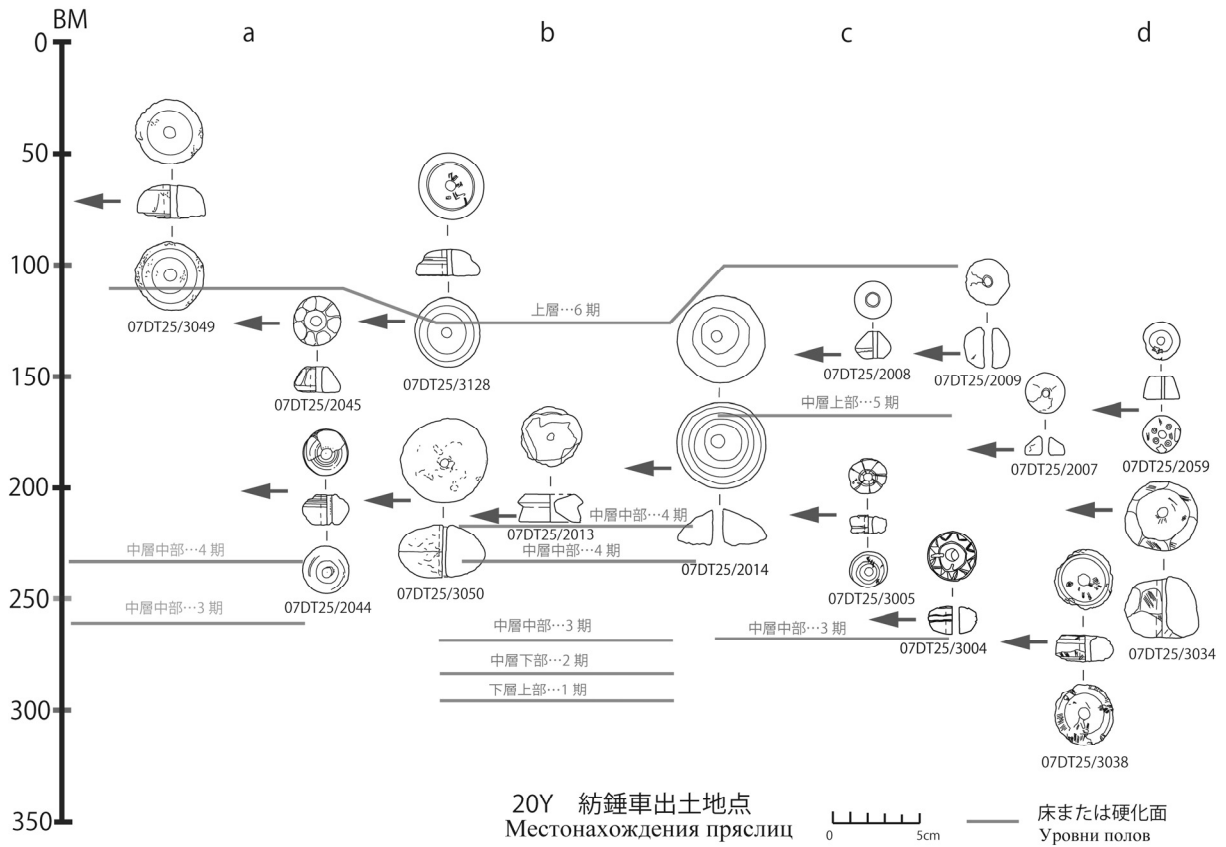 BM
a
b
c
d
0
50
100
150
200
250
300
350
07DT25/3049
07DT25/2045
07DT25/2044
07DT25/3128
07DT25/3050
07DT25/2013
07DT25/2014
07DT25/2008
07DT25/2009
07DT25/3005
07DT25/3004
07DT25/2007
07DT25/2059
07DT25/3034
07DT25/3038
上層…6 期
中層上部…5 期
中層中部…4 期
中層中部…4 期
中層中部…4 期
中層中部…3 期
中層中部…3 期
中層中部…3 期
中層下部…2 期
下層上部…1 期
20Y 紡錘車出土地点
Местонахождения пряслиц
0 5cm
床または硬化面
Уровни полов